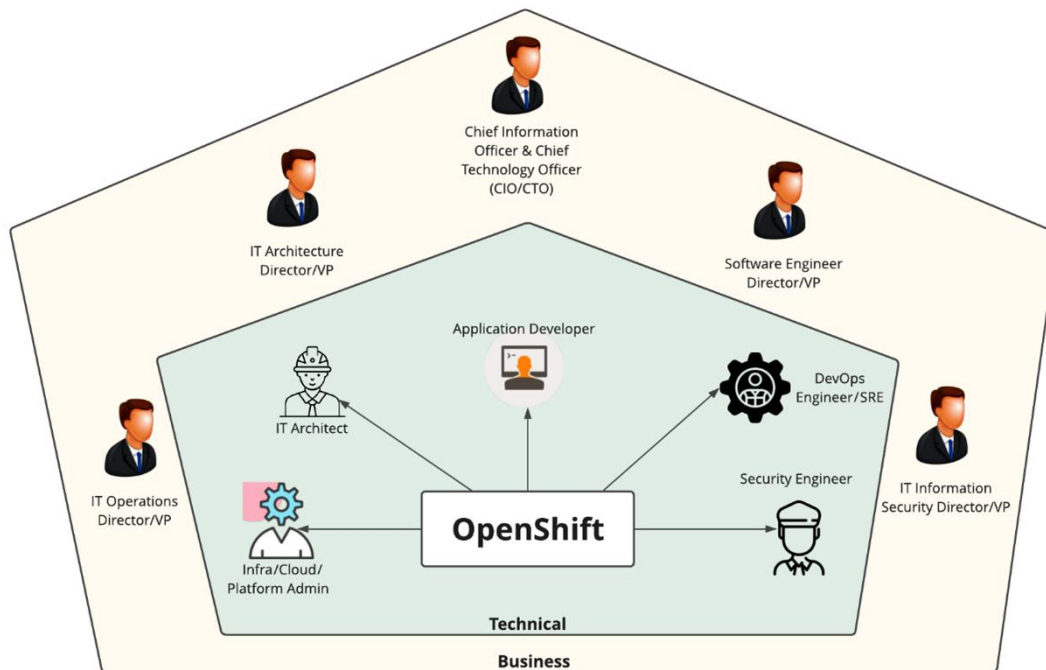 Chief Information
Officer & Chief
Technology Officer
(CIO/CTO)
IT Architecture
Director/VP
Software Engineer
Director/VP
Application Developer
IT Architect
DevOps
Engineer/SRE
IT Operations
Director/VP
Security Engineer
IT Information
Security Director/VP
OpenShift
Infra/Cloud/
Platform Admin
Technical
Business